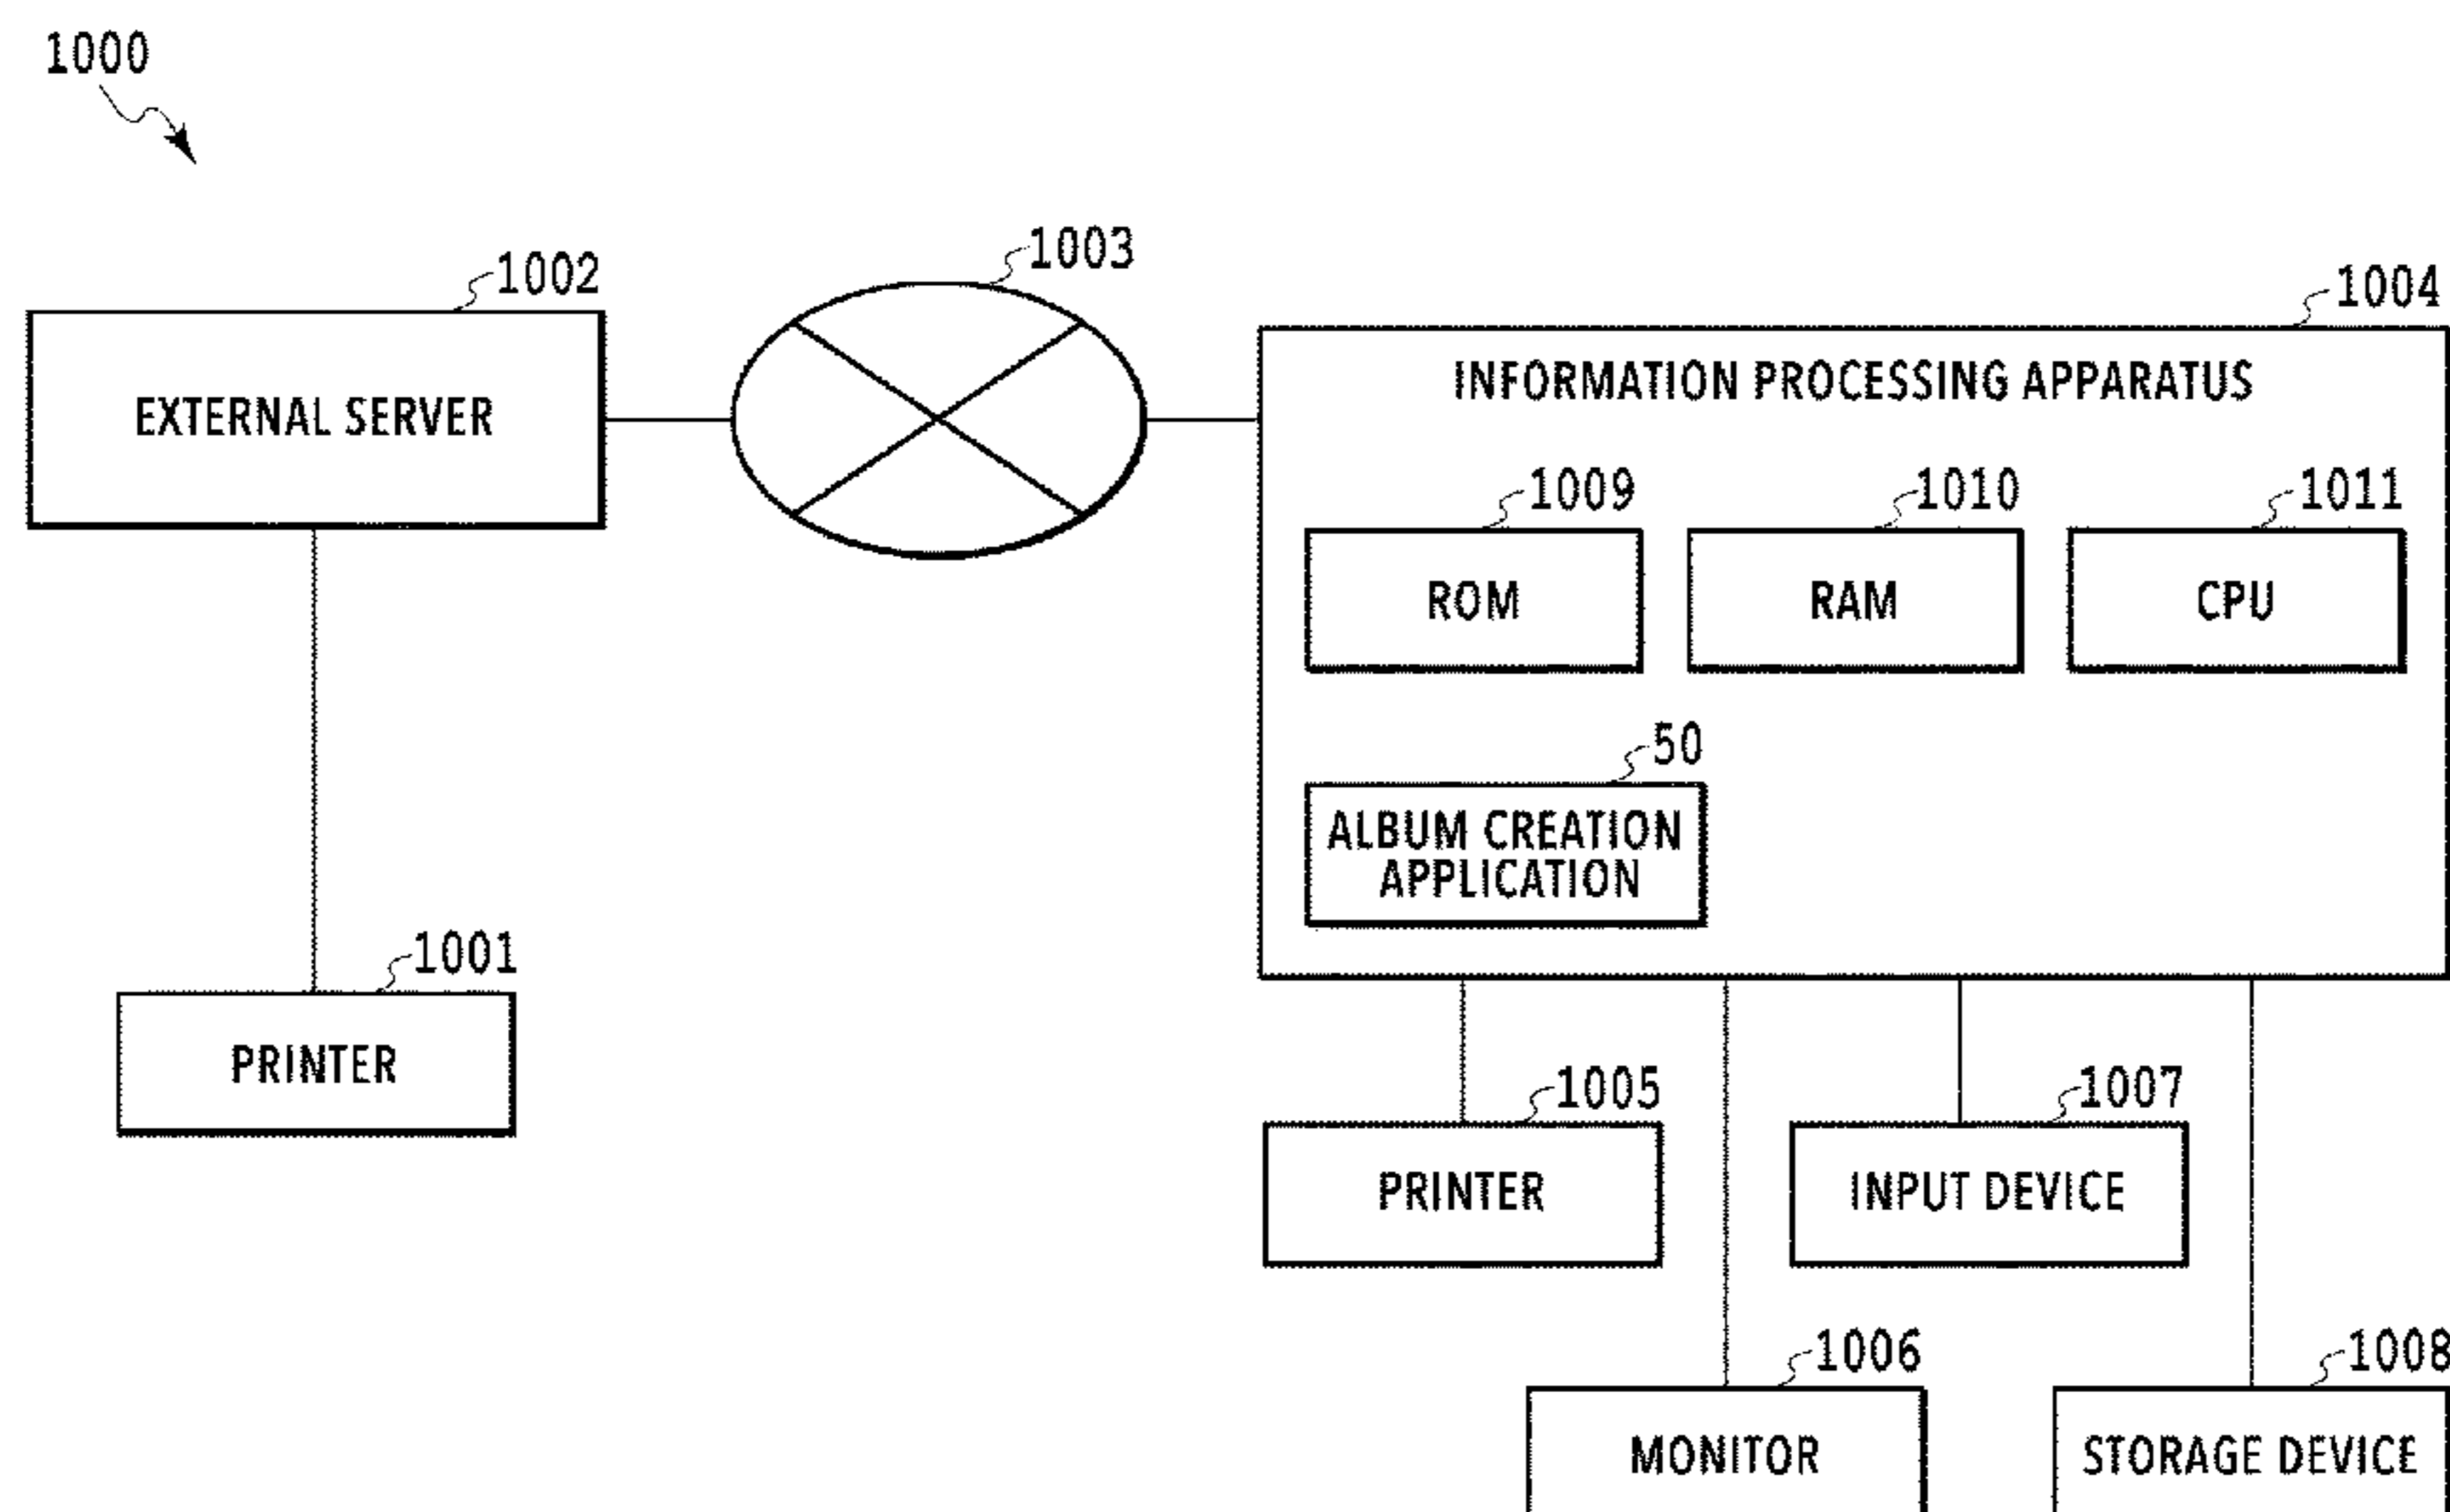 1000
1002
1003
1004
EXTERNAL SERVER
INFORMATION PROCESSING APPARATUS
1009
1010
1011
ROM
RAM
CPU
50
ALBUM CREATION
APPLICATION
1001
PRINTER
1005
1007
PRINTER
INPUT DEVICE
1006
1008
MONITOR
STORAGE DEVICE